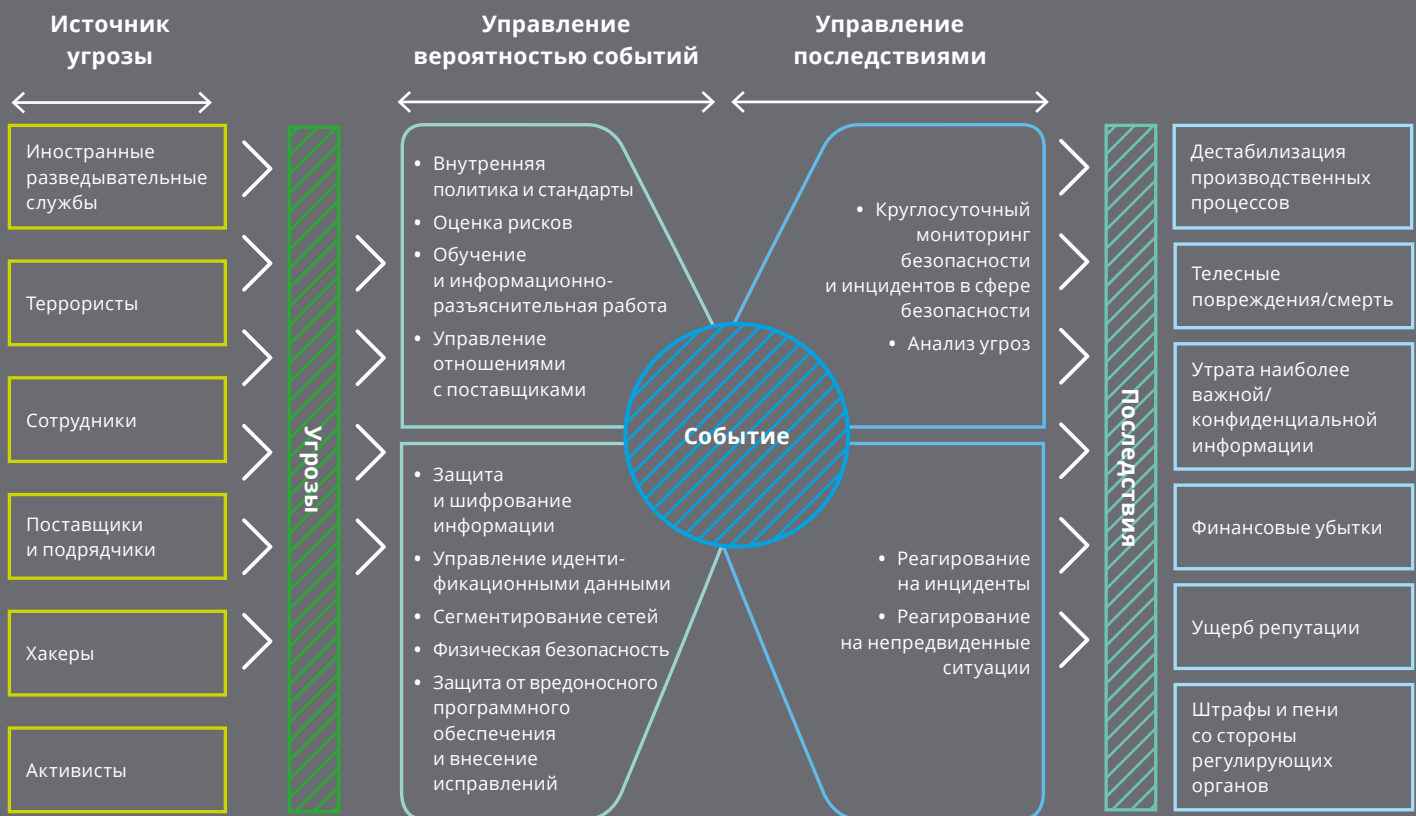 Источник
угрозы
Управление
вероятностью событий
Управление
последствиями
Иностранные
разведывательные
службы
Террористы
Сотрудники
Поставщики
и подрядчики
Хакеры
Активисты
Угрозы
• Внутренняя
политика и стандарты
• Оценка рисков
• Обучение
и информационно-
разъяснительная работа
• Управление
отношениями
с поставщиками
• Защита
и шифрование
информации
• Управление иденти-
фикационными данными
• Сегментирование сетей
• Физическая безопасность
• Защита от вредоносного
программного
обеспечения
и внесение
исправлений
Событие
• Круглосуточный
мониторинг
безопасности
и инцидентов в сфере
безопасности
• Анализ угроз
• Реагирование
на инциденты
• Реагирование
на непредвиденные
ситуации
Последствия
Дестабилизация
производственных
процессов
Телесные
повреждения/смерть
Утрата наиболее
важной/
конфиденциальной
информации
Финансовые убытки
Ущерб репутации
Штрафы и пени
со стороны
регулирующих
органов